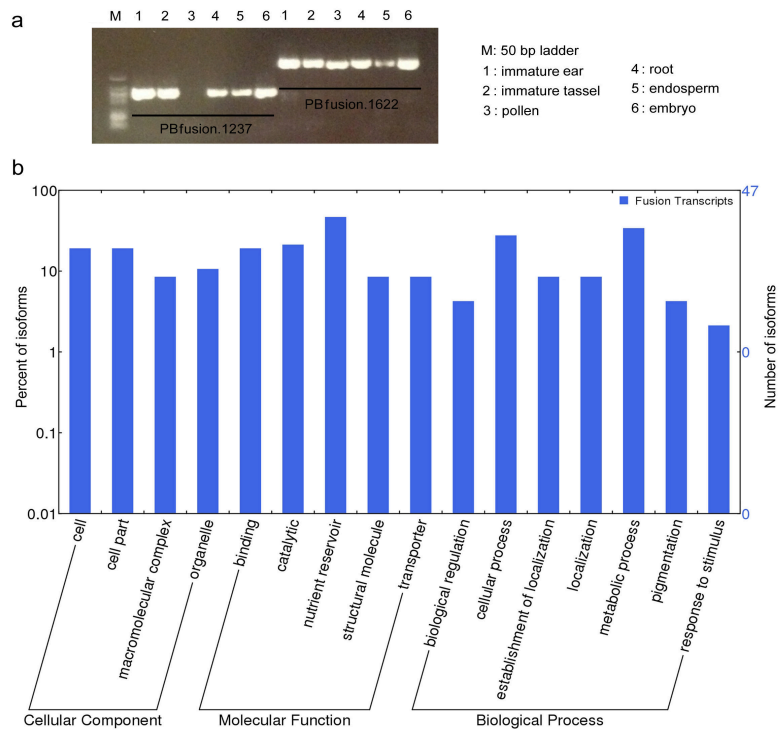 a
M 1 2 3 4 5 6 1 2 3 4 5 6
PBfusion.1237
PBfusion.1622
M: 50 bp ladder
1 : immature ear
2 : immature tassel
3 : pollen
4 : root
5 : endosperm
6 : embryo
b
Fusion Transcripts
Percent of isoforms
100
10
1
0.1
0.01
47
0
0
Number of isoforms
cell
cell part
macromolecular complex
organelle
binding
catalytic
nutrient reservoir
structural molecule
transporter
biological regulation
cellular process
establishment of localization
localization
metabolic process
pigmentation
response to stimulus
Cellular Component
Molecular Function
Biological Process